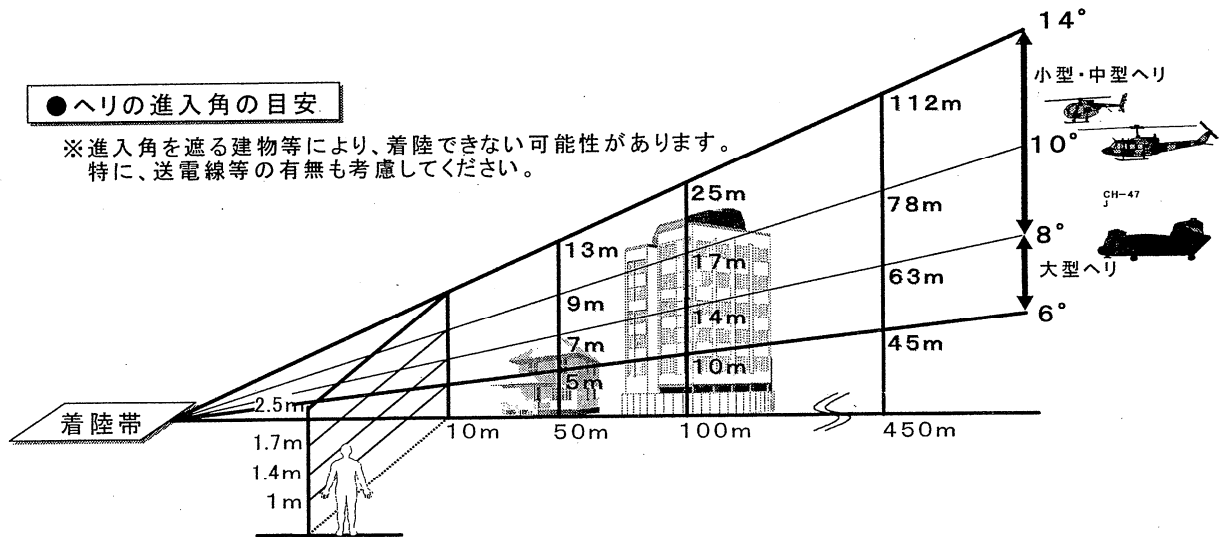 ●ヘリの進入角の目安
※進入角を遮る建物等により、着陸できない可能性があります。
特に、送電線等の有無も考慮してください。
14°
小型・中型ヘリ
10°
CH-47
J
8°
大型ヘリ
6°
112m
78m
63m
45m
25m
17m
14m
10m
13m
9m
7m
5m
2.5m
1.7m
1.4m
1m
着陸帯
10m
50m
100m
450m